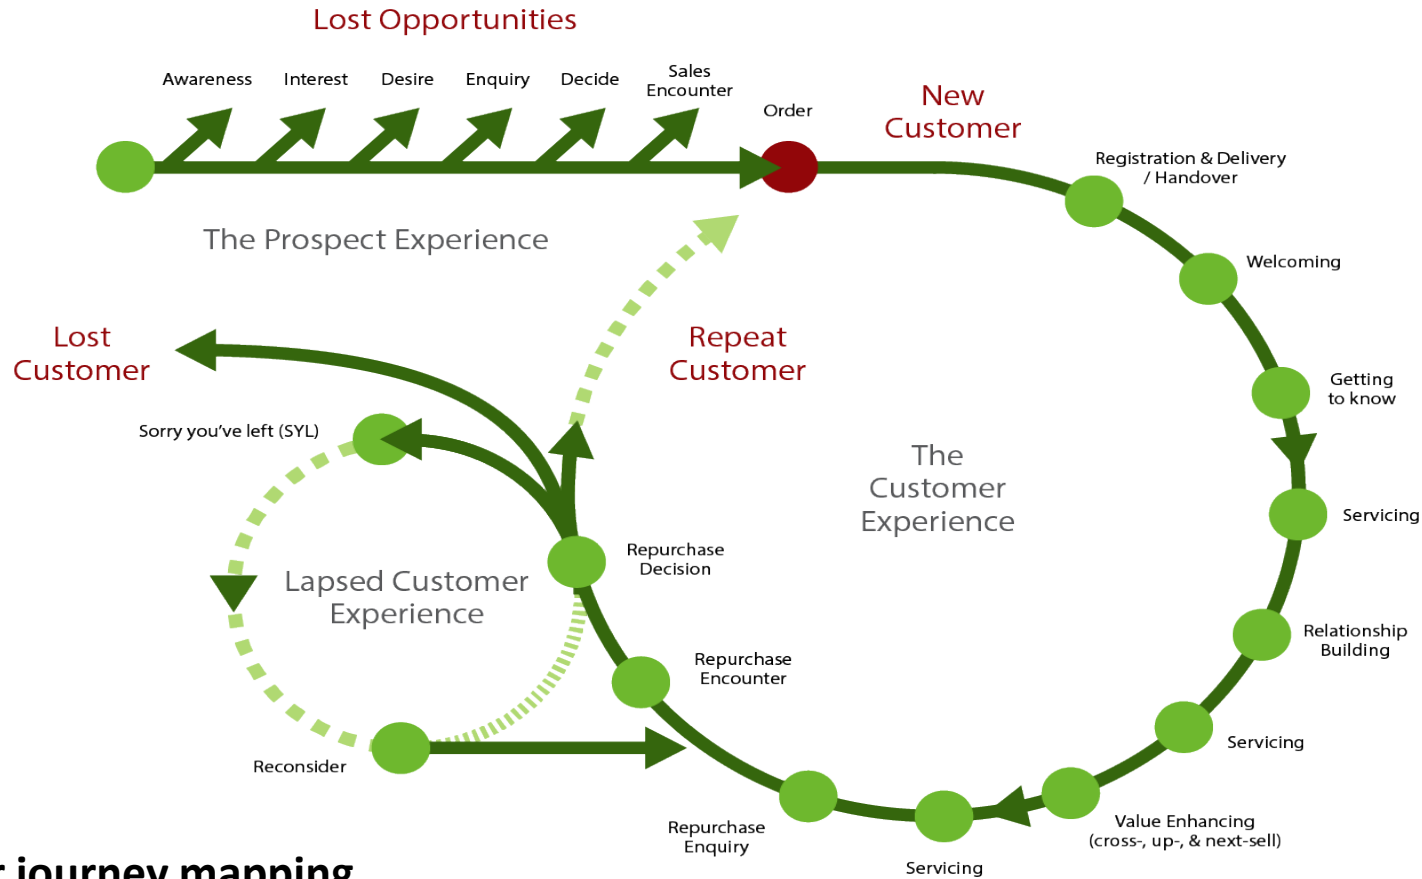 Lost Opportunities
Awareness
Interest
Desire
Enquiry
Decide
Sales
Encounter
Order
New
Customer
Registration & Delivery
/ Handover
The Prospect Experience
Welcoming
Lost
Customer
Repeat
Customer
Getting
to know
Sorry you've left (SYL)
The
Customer
Experience
Servicing
Repurchase
Decision
Lapsed Customer
Experience
Relationship
Building
Repurchase
Encounter
Servicing
Reconsider
Value Enhancing
(cross-, up-, & next-sell)
Repurchase
Enquiry
Servicing
journey mapping